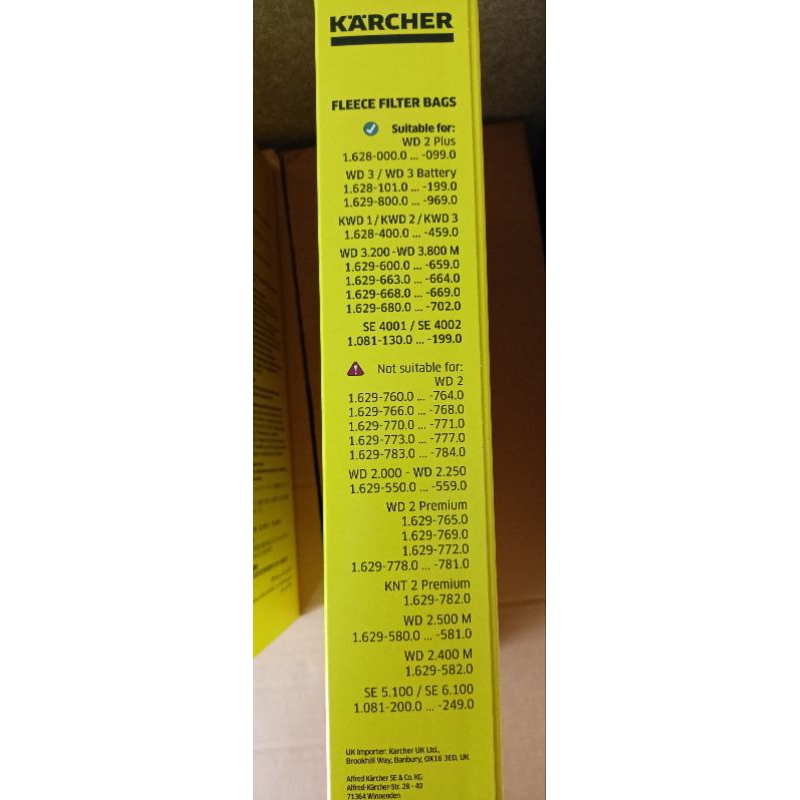 KÄRCHER
FLEECE FILTER BAGS
Suitable for:
WD 2 Plus
1.628-000.0 ... -099.0
WD 3 / WD 3 Battery
1.628-101.0 ... -199.0
1.629-800.0 ... -969.0
KWD 1 / KWD 2 / KWD 3
1.628-400.0 ... -459.0
WD 3.200 - WD 3.800 M
1.629-600.0 ... -659.0
1.629-663.0 ... -664.0
1.629-668.0 ... -669.0
1.629-680.0 ... -702.0
SE 4001 / SE 4002
1.081-130.0 ... -199.0
Not suitable for:
WD 2
1.629-760.0 ... -764.0
1.629-766.0 ... -768.0
1.629-770.0 ... -771.0
1.629-773.0 ... -777.0
1.629-783.0 ... -784.0
WD 2.000 - WD 2.250
1.629-550.0 ... -559.0
WD 2 Premium
1.629-765.0
1.629-769.0
1.629-772.0
1.629-778.0 ... -781.0
KNT 2 Premium
1.629-782.0
WD 2.500 M
1.629-580.0 ... -581.0
WD 2.400 M
1.629-582.0
SE 5.100 / SE 6.100
1.081-200.0 ... -249.0
UK Importer: Karcher UK Ltd.,
Brookhill Way, Banbury, OX16 3ED, UK
Alfred Kärcher SE & Co. KG
Alfred-Kärcher-Str. 28 - 40
71364 Winnenden